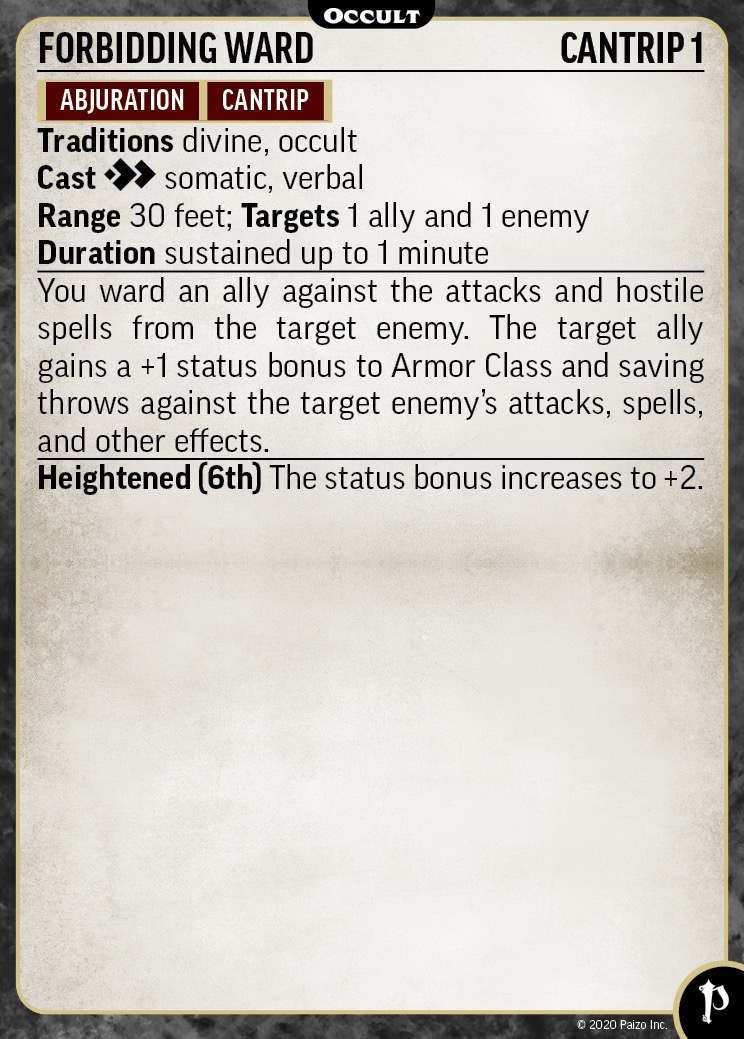 OCCULT
FORBIDDING WARD CANTRIP 1
ABJURATION CANTRIP
Traditions divine, occult
Cast somatic, verbal
Range 30 feet; Targets 1 ally and 1 enemy
Duration sustained up to 1 minute
You ward an ally against the attacks and hostile
spells from the target enemy. The target ally
gains a +1 status bonus to Armor Class and saving
throws against the target enemy’s attacks, spells,
and other effects.
Heightened (6th) The status bonus increases to +2.
p
© 2020 Paizo Inc.